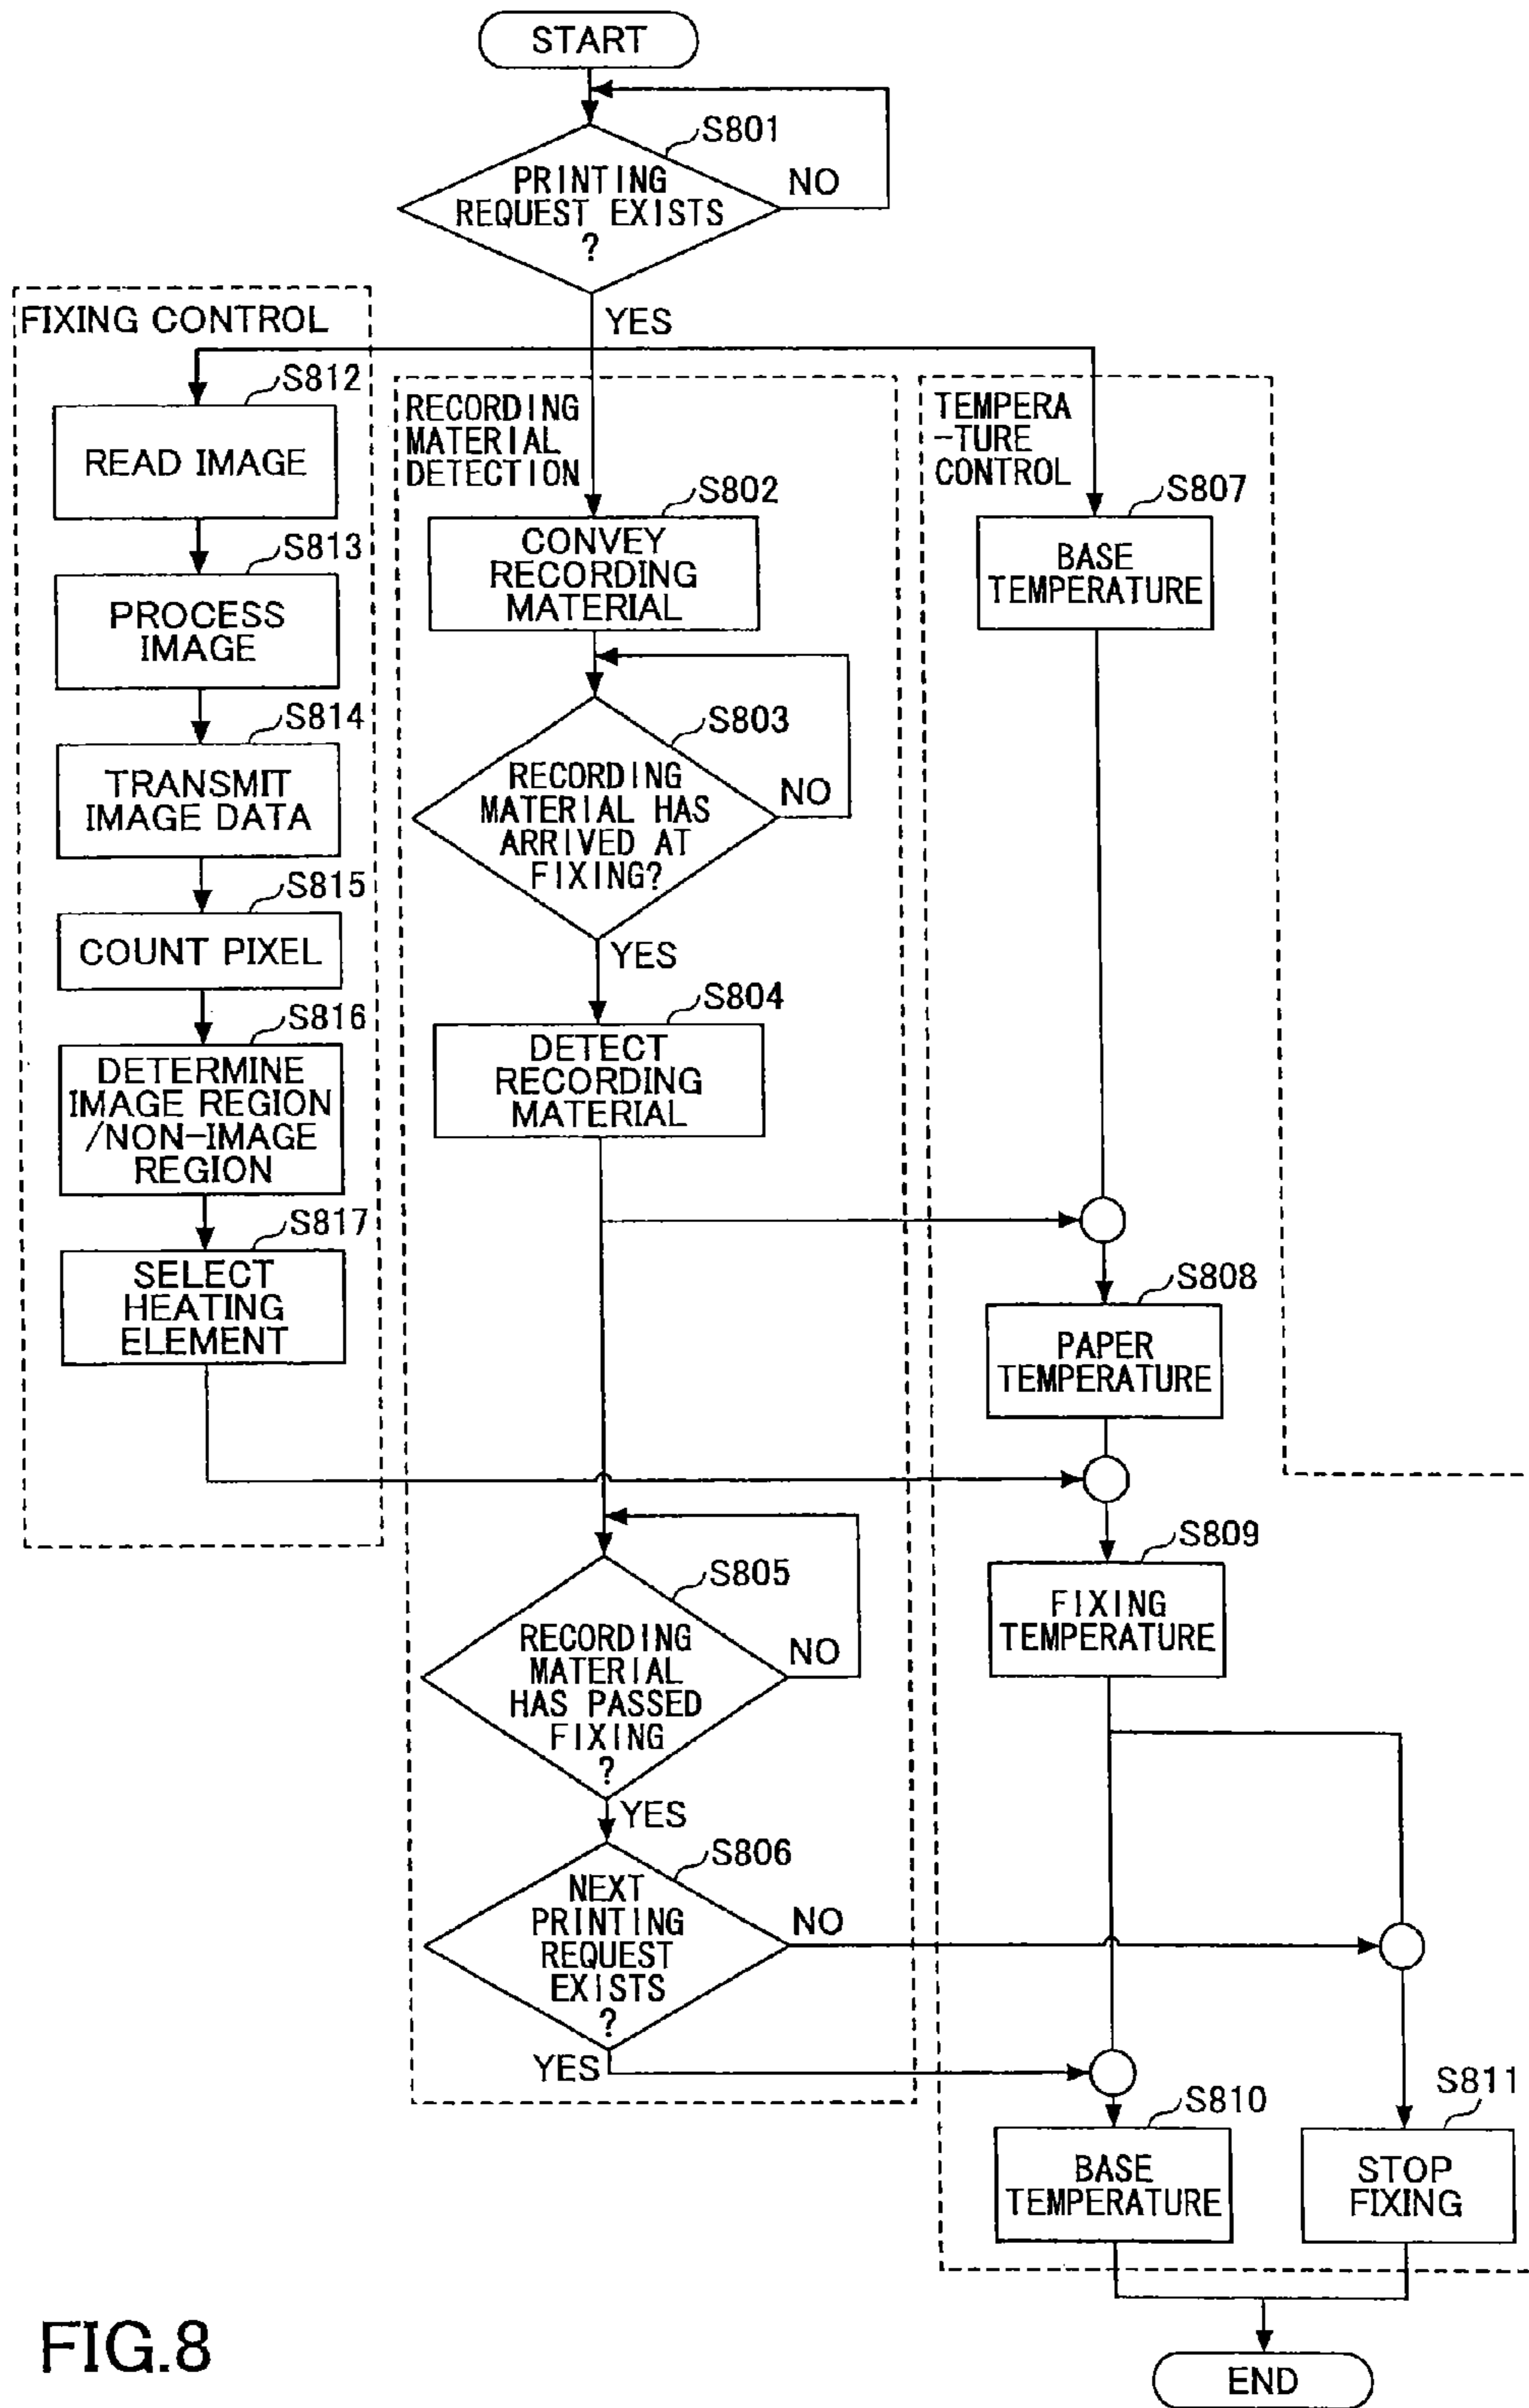 START
S801
PRINTING
REQUEST EXISTS
?
NO
YES
FIXING CONTROL
S812
READ IMAGE
S813
PROCESS
IMAGE
S814
TRANSMIT
IMAGE DATA
S815
COUNT PIXEL
S816
DETERMINE
IMAGE REGION
/NON-IMAGE
REGION
S817
SELECT
HEATING
ELEMENT
RECORDING
MATERIAL
DETECTION
S802
CONVEY
RECORDING
MATERIAL
S803
RECORDING
MATERIAL HAS
ARRIVED AT
FIXING?
NO
YES
S804
DETECT
RECORDING
MATERIAL
S805
RECORDING
MATERIAL
HAS PASSED
FIXING
?
NO
YES
S806
NEXT
PRINTING
REQUEST
EXISTS
?
NO
YES
TEMPERA
-TURE
CONTROL
S807
BASE
TEMPERATURE
S808
PAPER
TEMPERATURE
S809
FIXING
TEMPERATURE
S810
BASE
TEMPERATURE
S811
STOP
FIXING
END
FIG.8